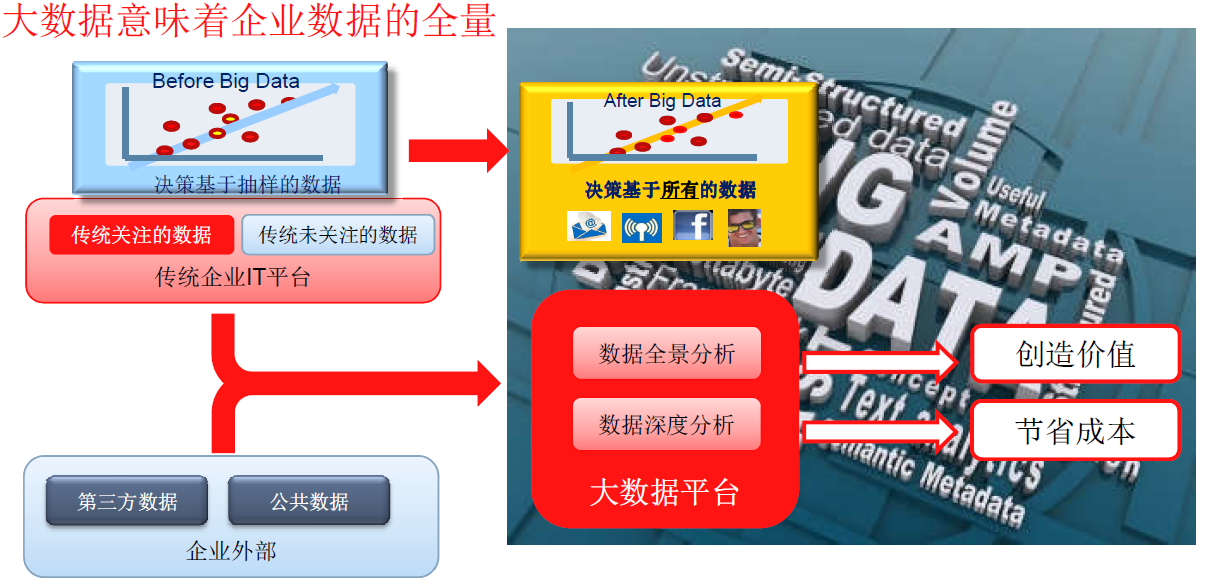 大数据意味着企业数据的全量
Before Big Data
决策基于抽样的数据
传统关注的数据
传统未关注的数据
传统企业IT平台
第三方数据
公共数据
企业外部
After Big Data
决策基于所有的数据
f
数据全景分析
数据深度分析
大数据平台
创造价值
节省成本
Semi-Structured
data
Volume
Useful
Metadata
AMP
DATA
Text analytics
Semantic Metadata